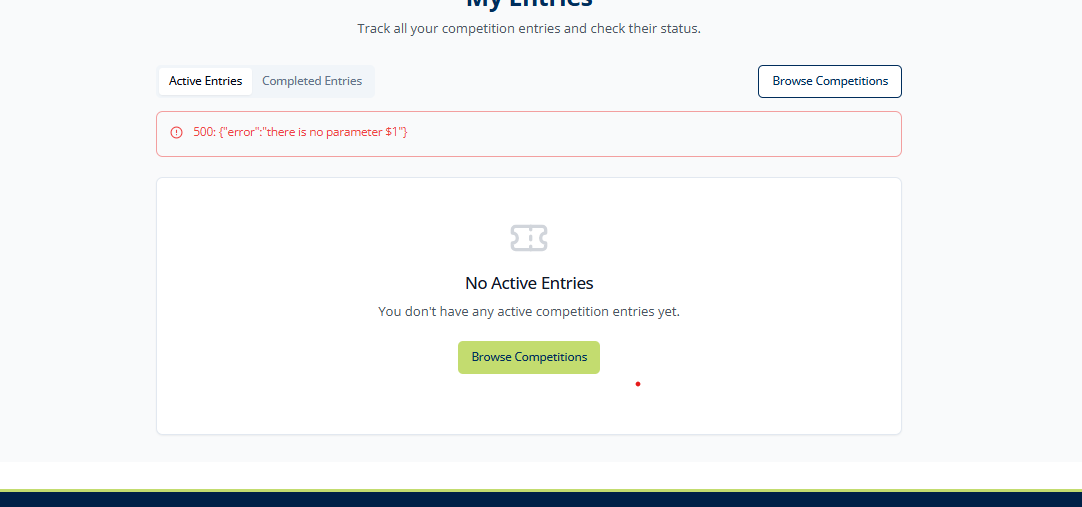 My Entries
Track all your competition entries and check their status.
Active Entries Completed Entries Browse Competitions
500: {"error":"there is no parameter $1"}
No Active Entries
You don't have any active competition entries yet.
Browse Competitions